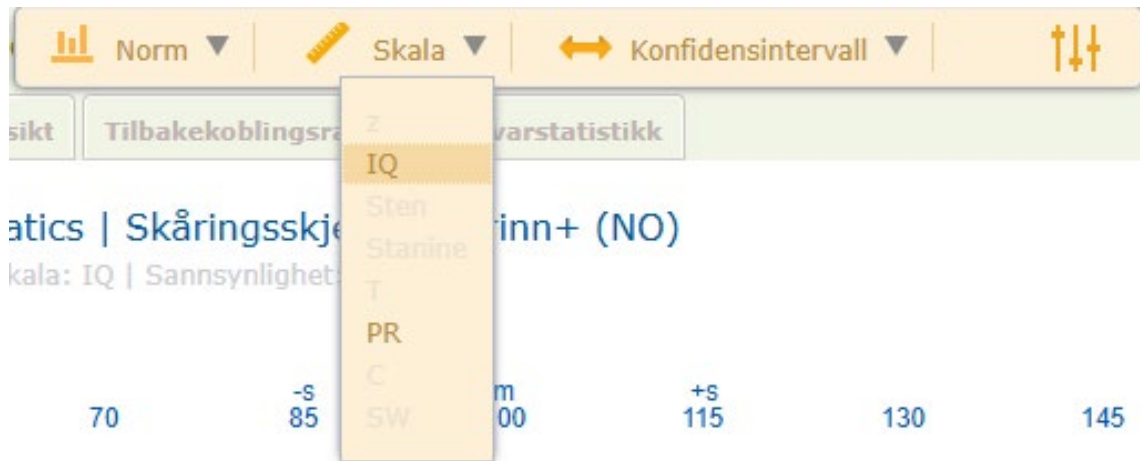 Norm Skala Konfidensintervall
sikt Tilbakekoblingsra varstatistikk
z
IQ
Sten
Stanine
T
PR
C
SW
atics | Skåringsskje rinn+ (NO)
kala: IQ | Sannsynlighet:
-s m +s
70 85 00 115 130 145